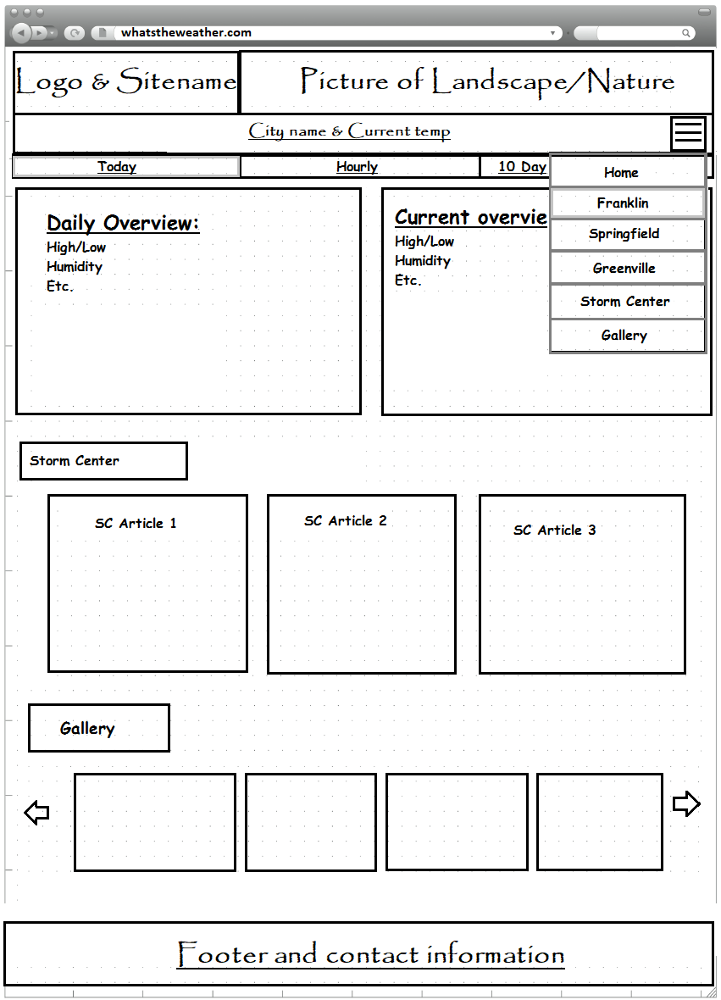 whatstheweather.com
Logo & Sitename
Picture of Landscape/Nature
City name & Current temp
Today
Hourly
10 Day
Home
Franklin
Springfield
Greenville
Storm Center
Gallery
Daily Overview:
High/Low
Humidity
Etc.
Current overvie
High/Low
Humidity
Etc.
Storm Center
SC Article 1
SC Article 2
SC Article 3
Gallery
Footer and contact information